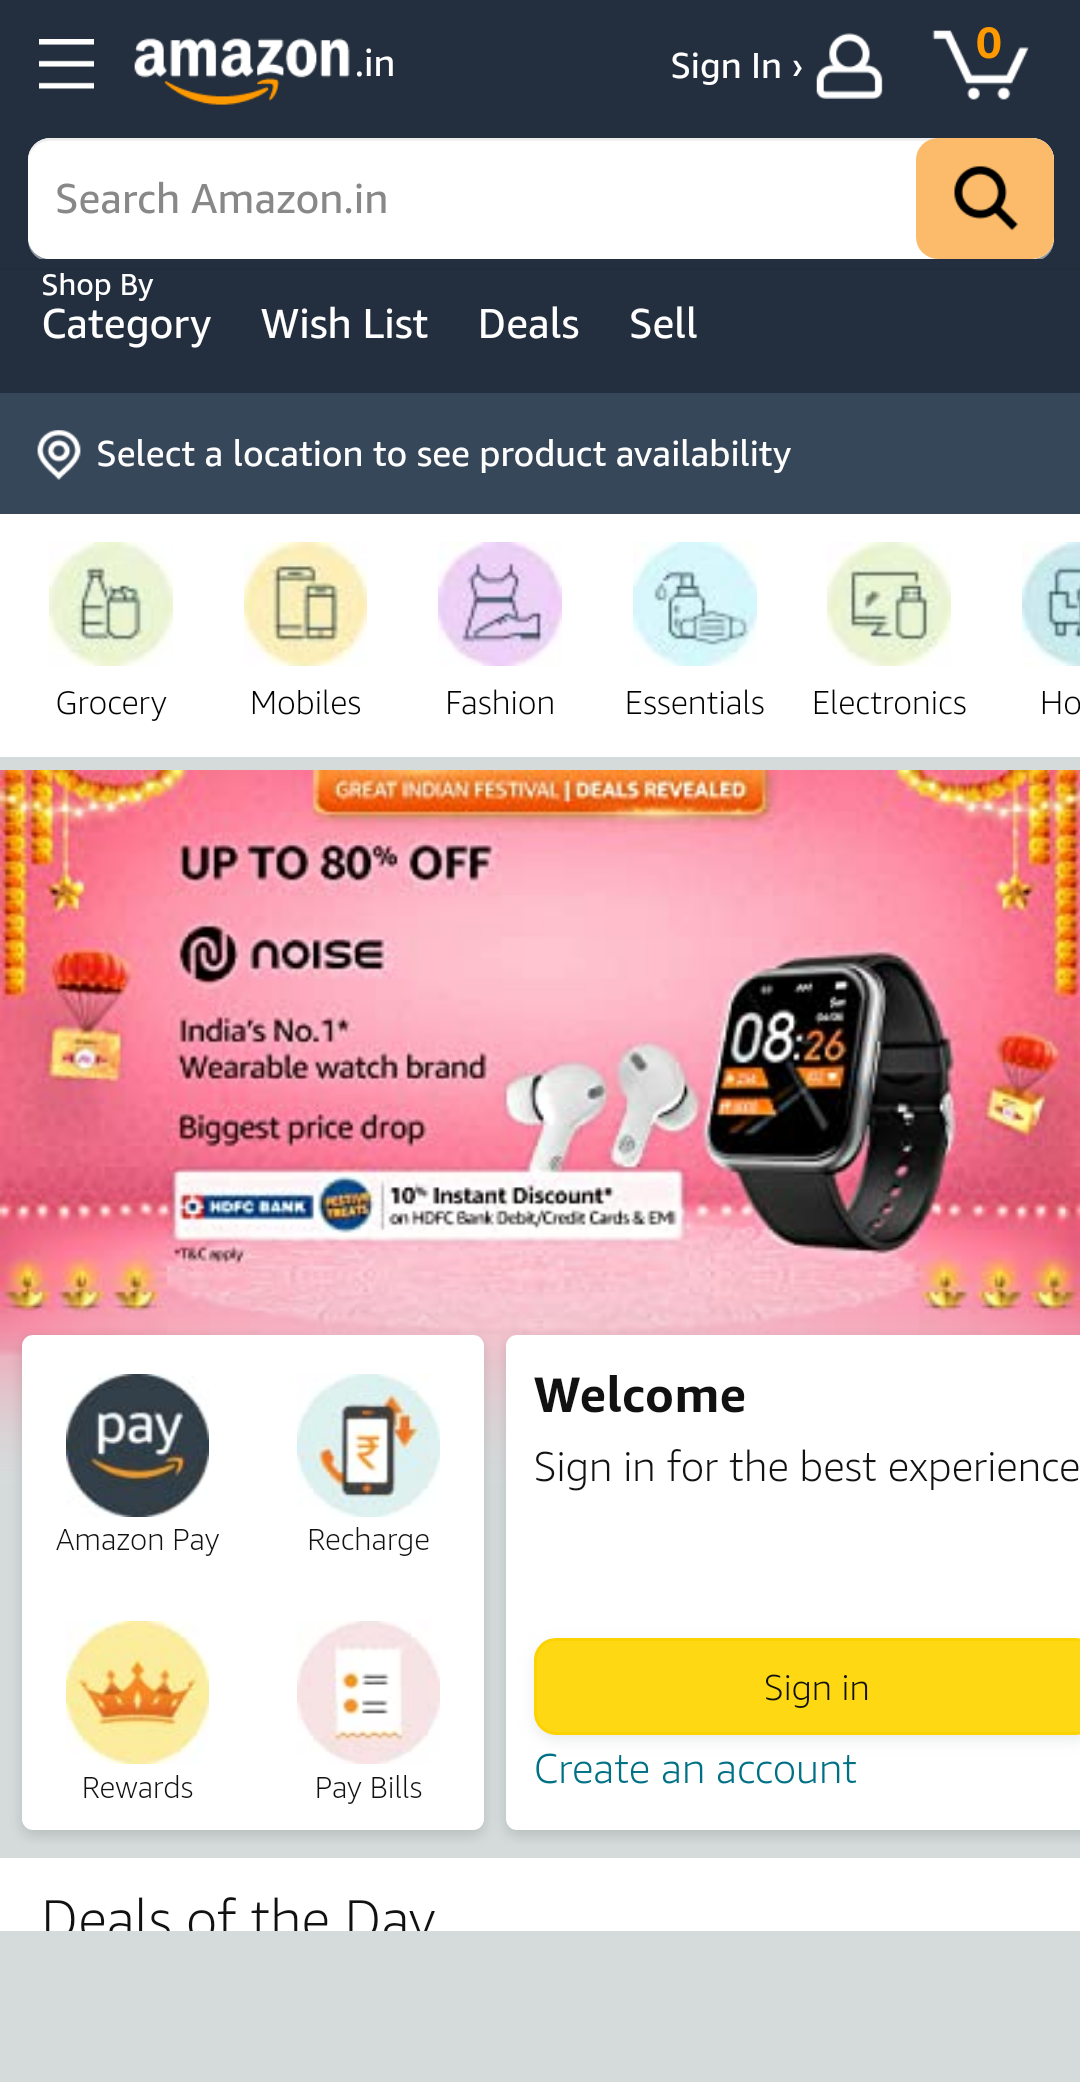 amazon.in
Sign In ›
0
Search Amazon.in
Shop By
Category Wish List Deals Sell
Select a location to see product availability
Grocery Mobiles Fashion Essentials Electronics Ho
GREAT INDIAN FESTIVAL | DEALS REVEALED
UP TO 80% OFF
NOISE
India's No.1*
Wearable watch brand
Biggest price drop
HDFC BANK FESTIVE TREATS 10% Instant Discount*
on HDFC Bank Debit/Credit Cards & EMI
*T&C apply
08:26
pay
Amazon Pay Recharge
Rewards Pay Bills
Welcome
Sign in for the best experience
Sign in
Create an account
Deals of the Day